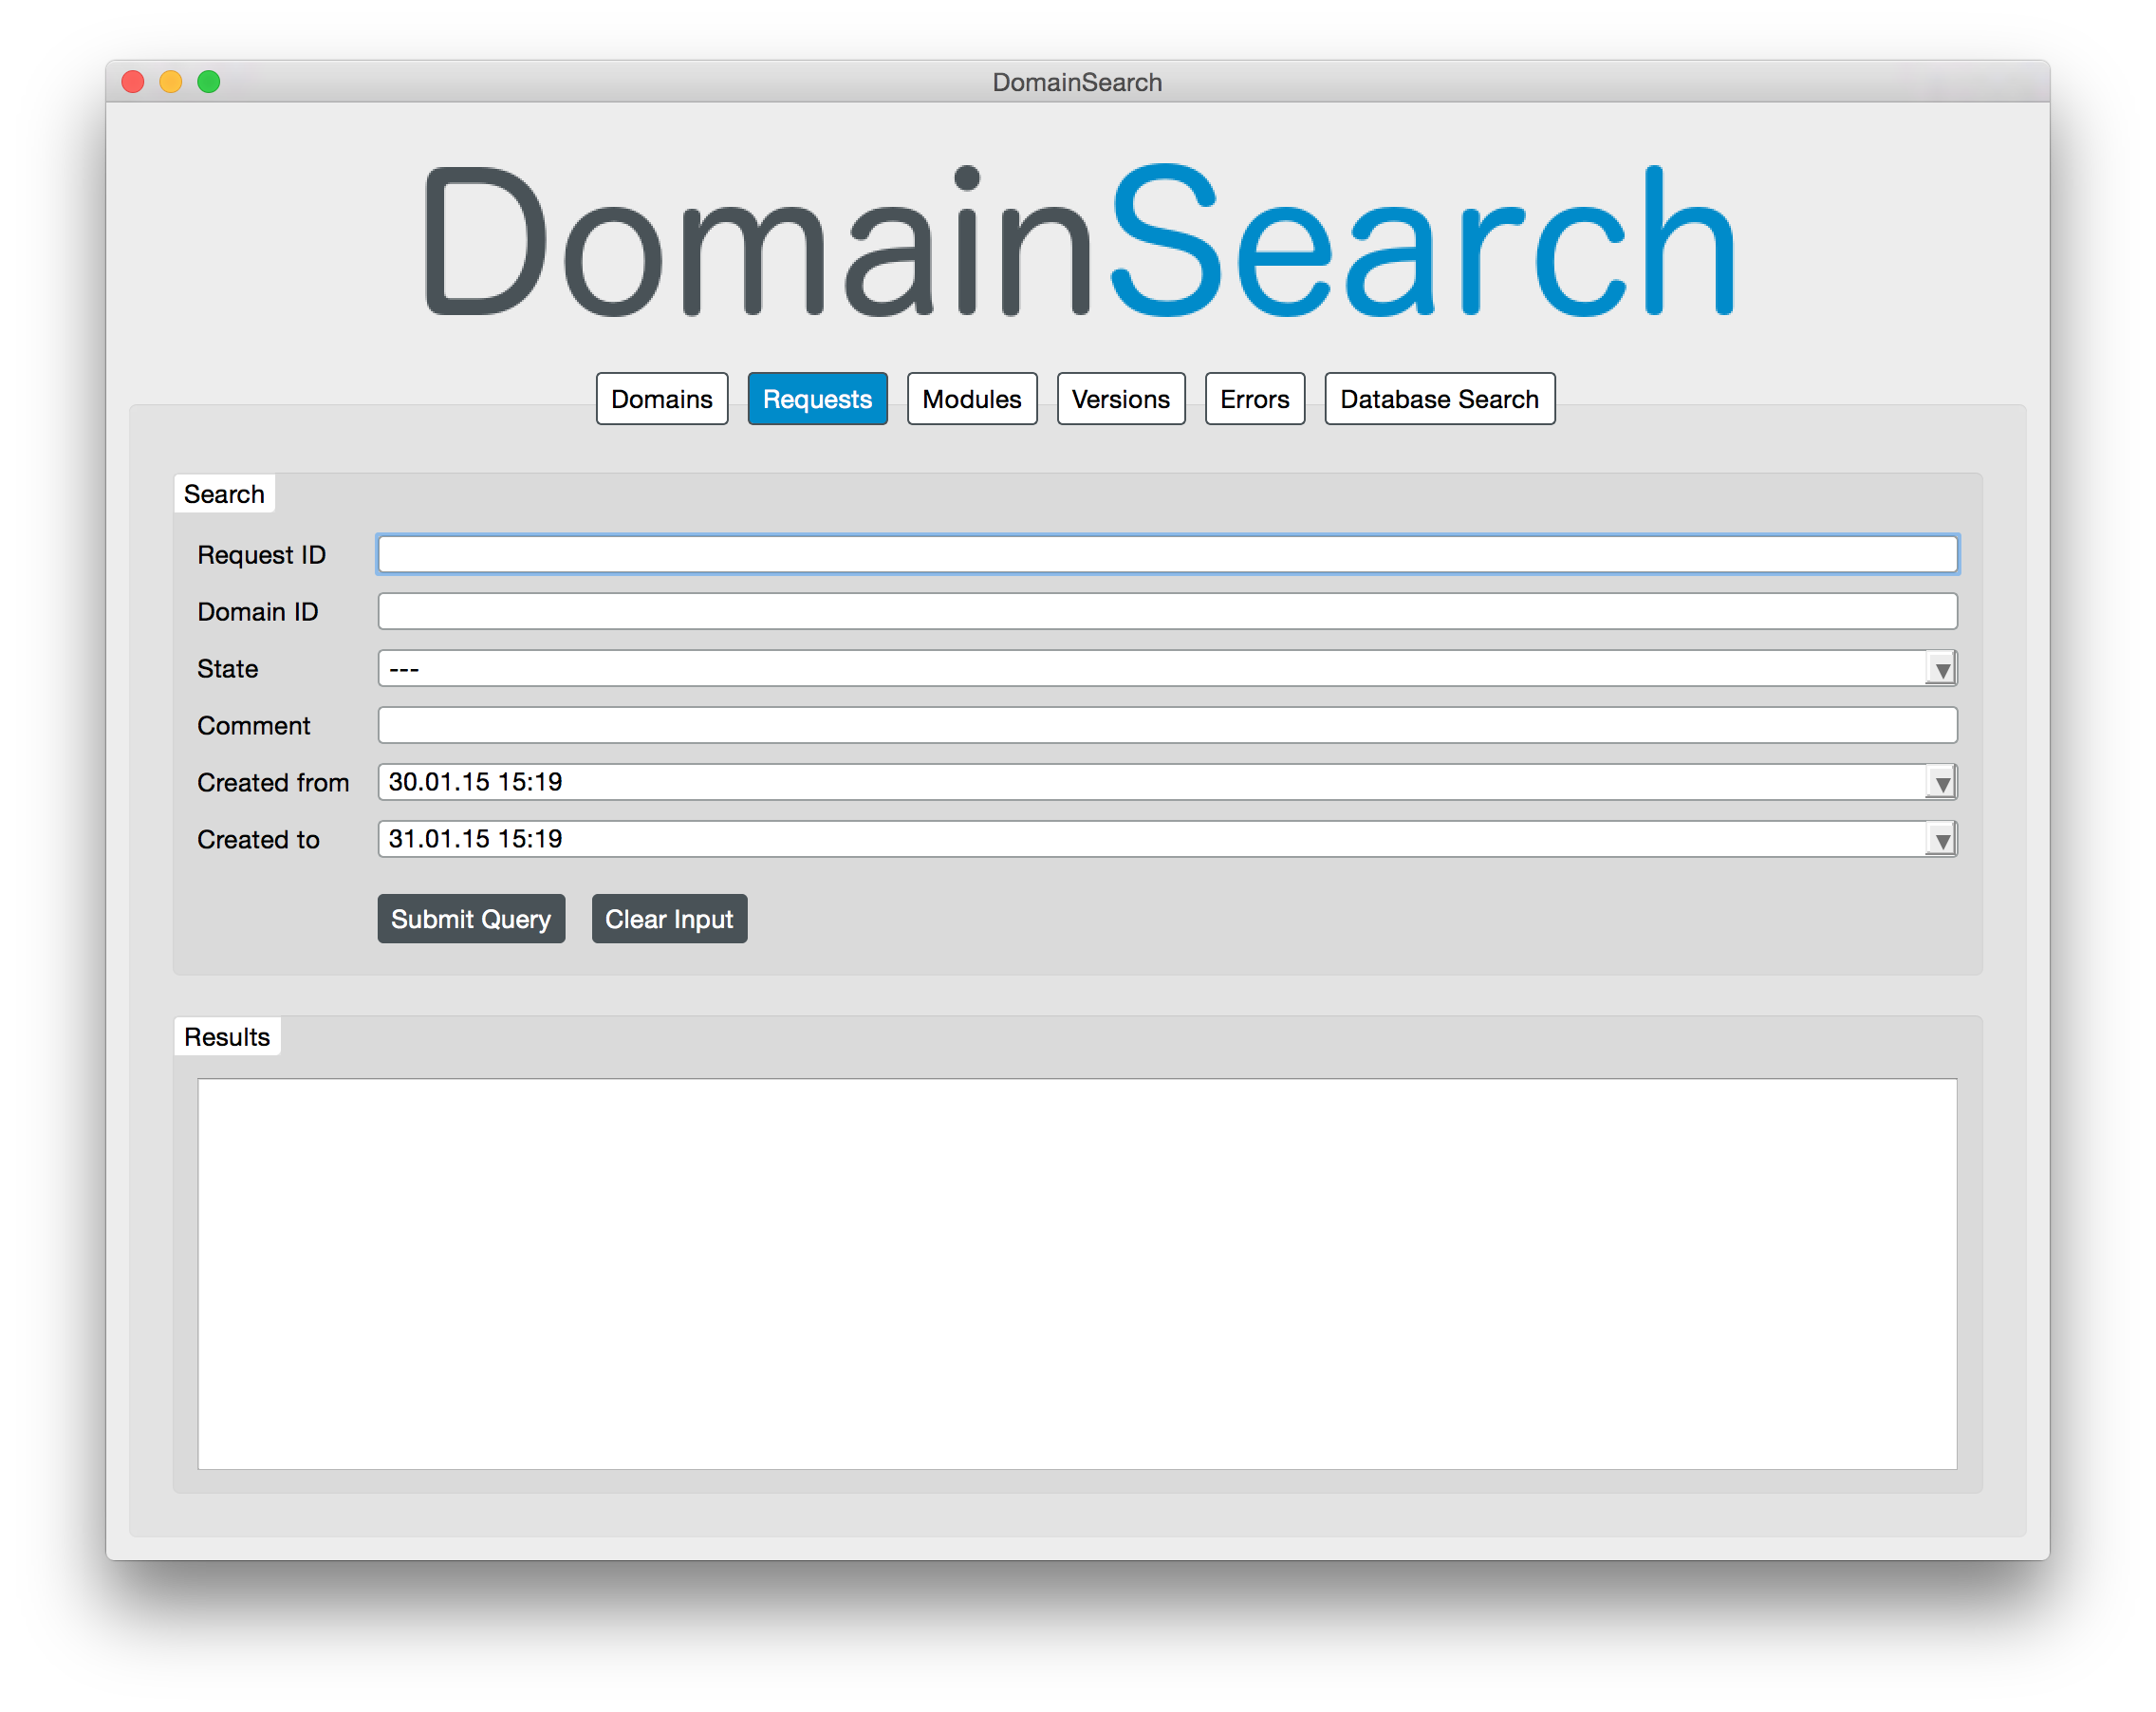 DomainSearch
DomainSearch
Domains Requests Modules Versions Errors Database Search
Search
Request ID
Domain ID
State ---
Comment
Created from 30.01.15 15:19
Created to 31.01.15 15:19
Submit Query Clear Input
Results